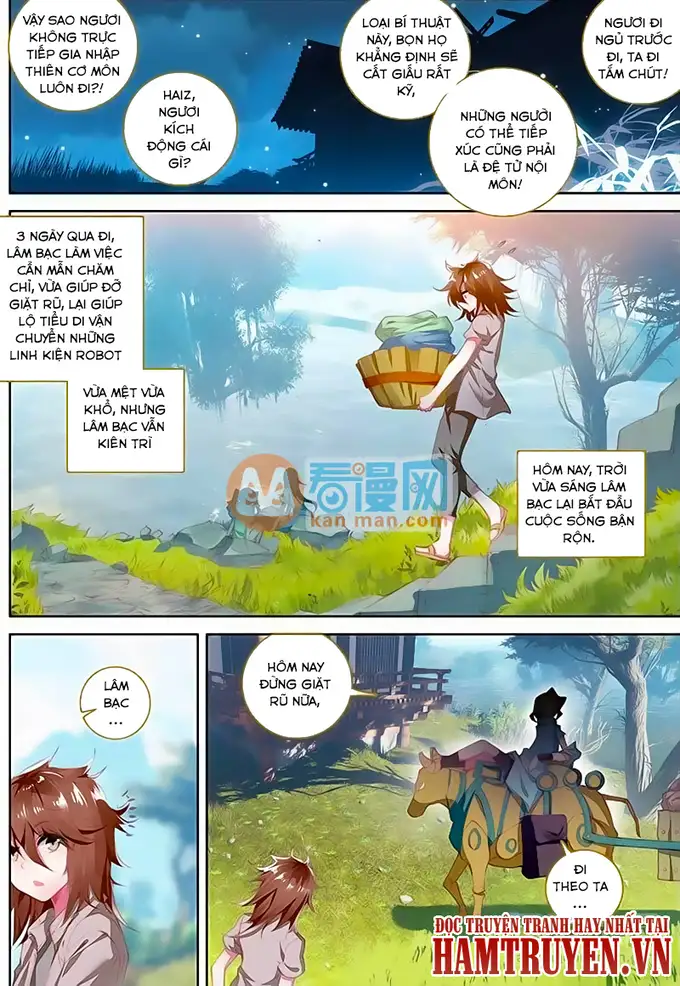 VẬY SAO NGƯƠI
KHÔNG TRỰC
TIẾP GIA NHẬP
THIÊN CƠ MÔN
LUÔN ĐI?!
HAIZ,
NGƯƠI
KÍCH
ĐỘNG CÁI
GÌ?
LOẠI BÍ THUẬT
NÀY, BỌN HỌ
KHẲNG ĐỊNH SẼ
CẤT GIẤU RẤT
KỸ,
NHỮNG NGƯỜI
CÓ THỂ TIẾP
XÚC CŨNG PHẢI
LÀ ĐỆ TỬ NỘI
MÔN!
NGƯƠI ĐI
NGỦ TRƯỚC
ĐI, TA ĐI
TẮM CHÚT!
3 NGÀY QUA ĐI,
LÂM BẠC LÀM VIỆC
CẦN MẪN CHĂM
CHỈ, VỪA GIÚP ĐỠ
GIẶT RŨ, LẠI GIÚP
LỘ TIỂU DI VẬN
CHUYỂN NHỮNG
LINH KIỆN ROBOT
VỪA MỆT VỪA
KHỔ, NHƯNG
LÂM BẠC VẪN
KIÊN TRÌ
看漫网
kan man.com
HÔM NAY, TRỜI
VỪA SÁNG LÂM
BẠC LẠI BẮT ĐẦU
CUỘC SỐNG BẬN
RỘN.
LÂM
BẠC
...
HÔM NAY
ĐỪNG GIẶT
RŨ NỮA,
ĐI
THEO TA
...
ĐỌC TRUYỆN TRANH HAY NHẤT TẠI
HAMTRUYEN.VN